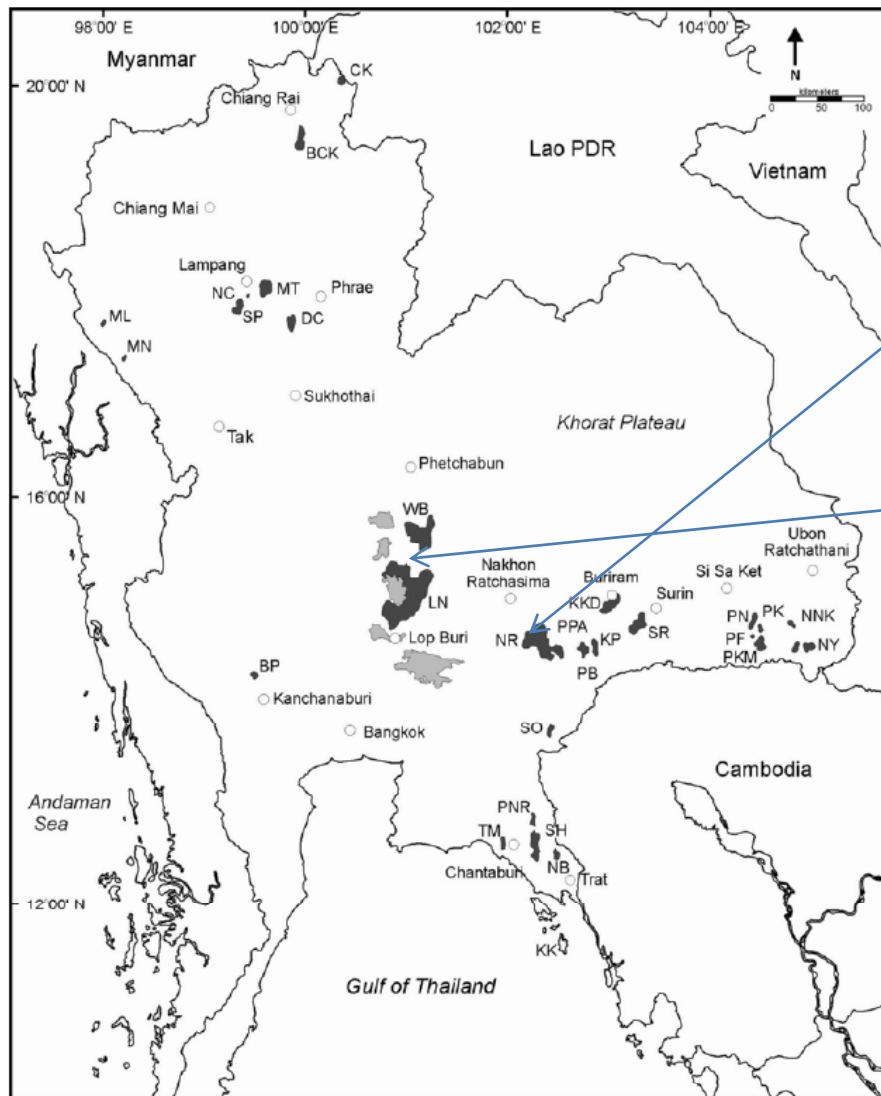 98°00' E
100°00' E
102°00' E
104°00' E
Myanmar
CK
N
kilometers
0 50 100
20°00' N
Chiang Rai
BCK
Lao PDR
Vietnam
Chiang Mai
Lampang
NC
MT
Phrae
SP
DC
ML
MN
Sukhothai
Tak
Khorat Plateau
Phetchabun
16°00' N
WB
Ubon
Ratchathani
Nakhon
Ratchasima
Buriram
Si Sa Ket
KKD
Surin
LN
PN
PK
NNK
NR
PPA
KP
SR
Lop Buri
PF
NY
PKM
PB
BP
Kanchanaburi
Bangkok
SO
Cambodia
Andaman
Sea
PNR
TM
SH
Chantaburi
NB
Trat
12°00' N
KK
Gulf of Thailand